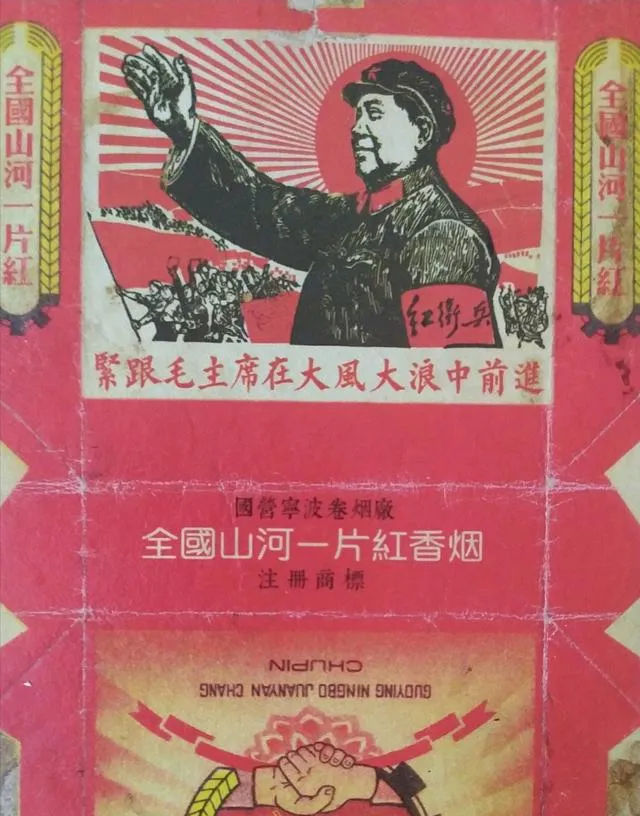 全國山河一片紅
全國山河一片紅
紅衞兵
緊跟毛主席在大風大浪中前進
國營寧波卷烟廠
全國山河一片紅香烟
注册商標
GUOYING NINGBO JUANYAN CHANG
CHUPIN